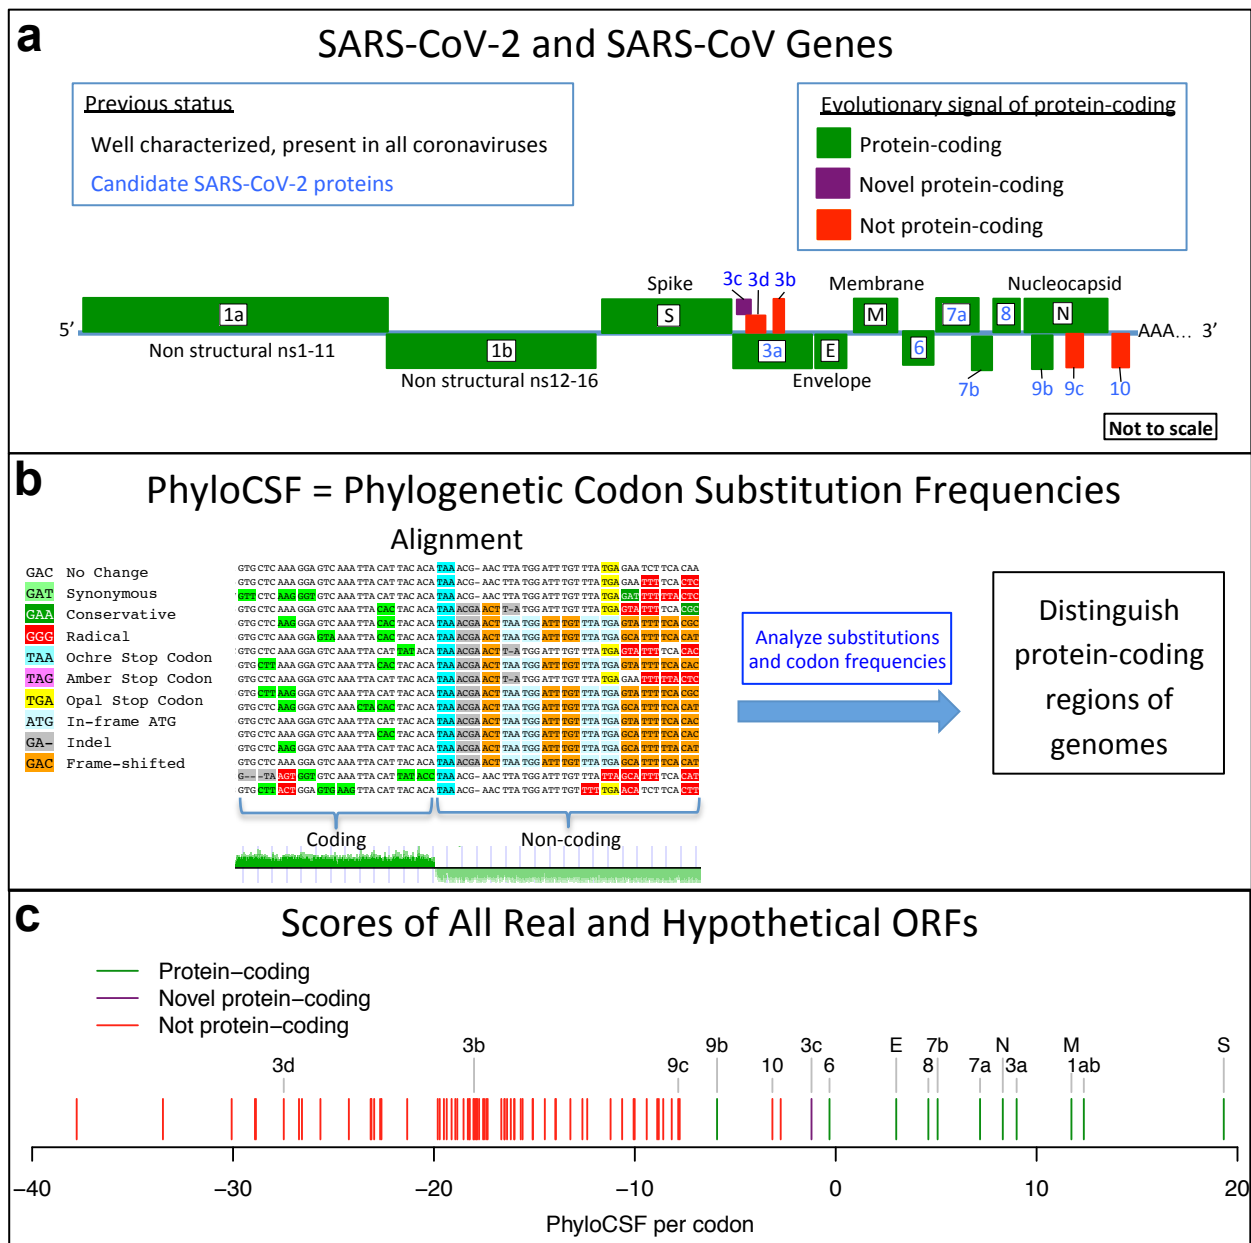 a
SARS-CoV-2 and SARS-CoV Genes
Previous status
Well characterized, present in all coronaviruses
Candidate SARS-CoV-2 proteins
Evolutionary signal of protein-coding
Protein-coding
Novel protein-coding
Not protein-coding
Spike
3c
3d
3b
Membrane
Nucleocapsid
5′
1a
S
M
7a
8
N
AAA... 3′
Non structural ns1-11
1b
3a
E
6
Non structural ns12-16
Envelope
7b
9b
9c
10
Not to scale
b
PhyloCSF = Phylogenetic Codon Substitution Frequencies
Alignment
GAC No Change
GAT Synonymous
GAA Conservative
GGG Radical
TAA Ochre Stop Codon
TAG Amber Stop Codon
TGA Opal Stop Codon
ATG In-frame ATG
GA- Indel
GAC Frame-shifted
GTGCTC AAAGGAGTCAAATTACATTACACATAAACG-AACTTATGGATTTGTTTATGAGAATCTTCACAA
GTGCTC AAAGGAGTCAAATTACATTACACATAAACG-AACTTATGGATTTGTTTATGAGAATTTTCACTC
Coding
Non-coding
Analyze substitutions
and codon frequencies
Distinguish
protein-coding
regions of
genomes
c
Scores of All Real and Hypothetical ORFs
Protein−coding
Novel protein−coding
Not protein−coding
3b 9b 3c E 7b N M S
3d 9c 10 6 8 7a 3a 1ab
−40 −30 −20 −10 0 10 20
PhyloCSF per codon